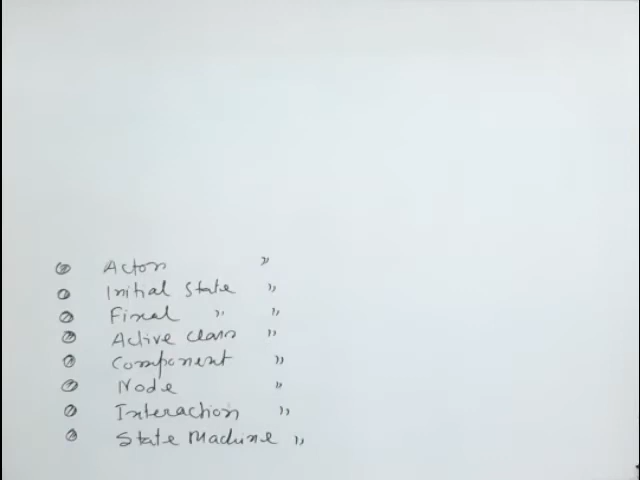 Actor "
Initial State "
Final " "
Active class "
Component "
Node "
Interaction "
State Machine "